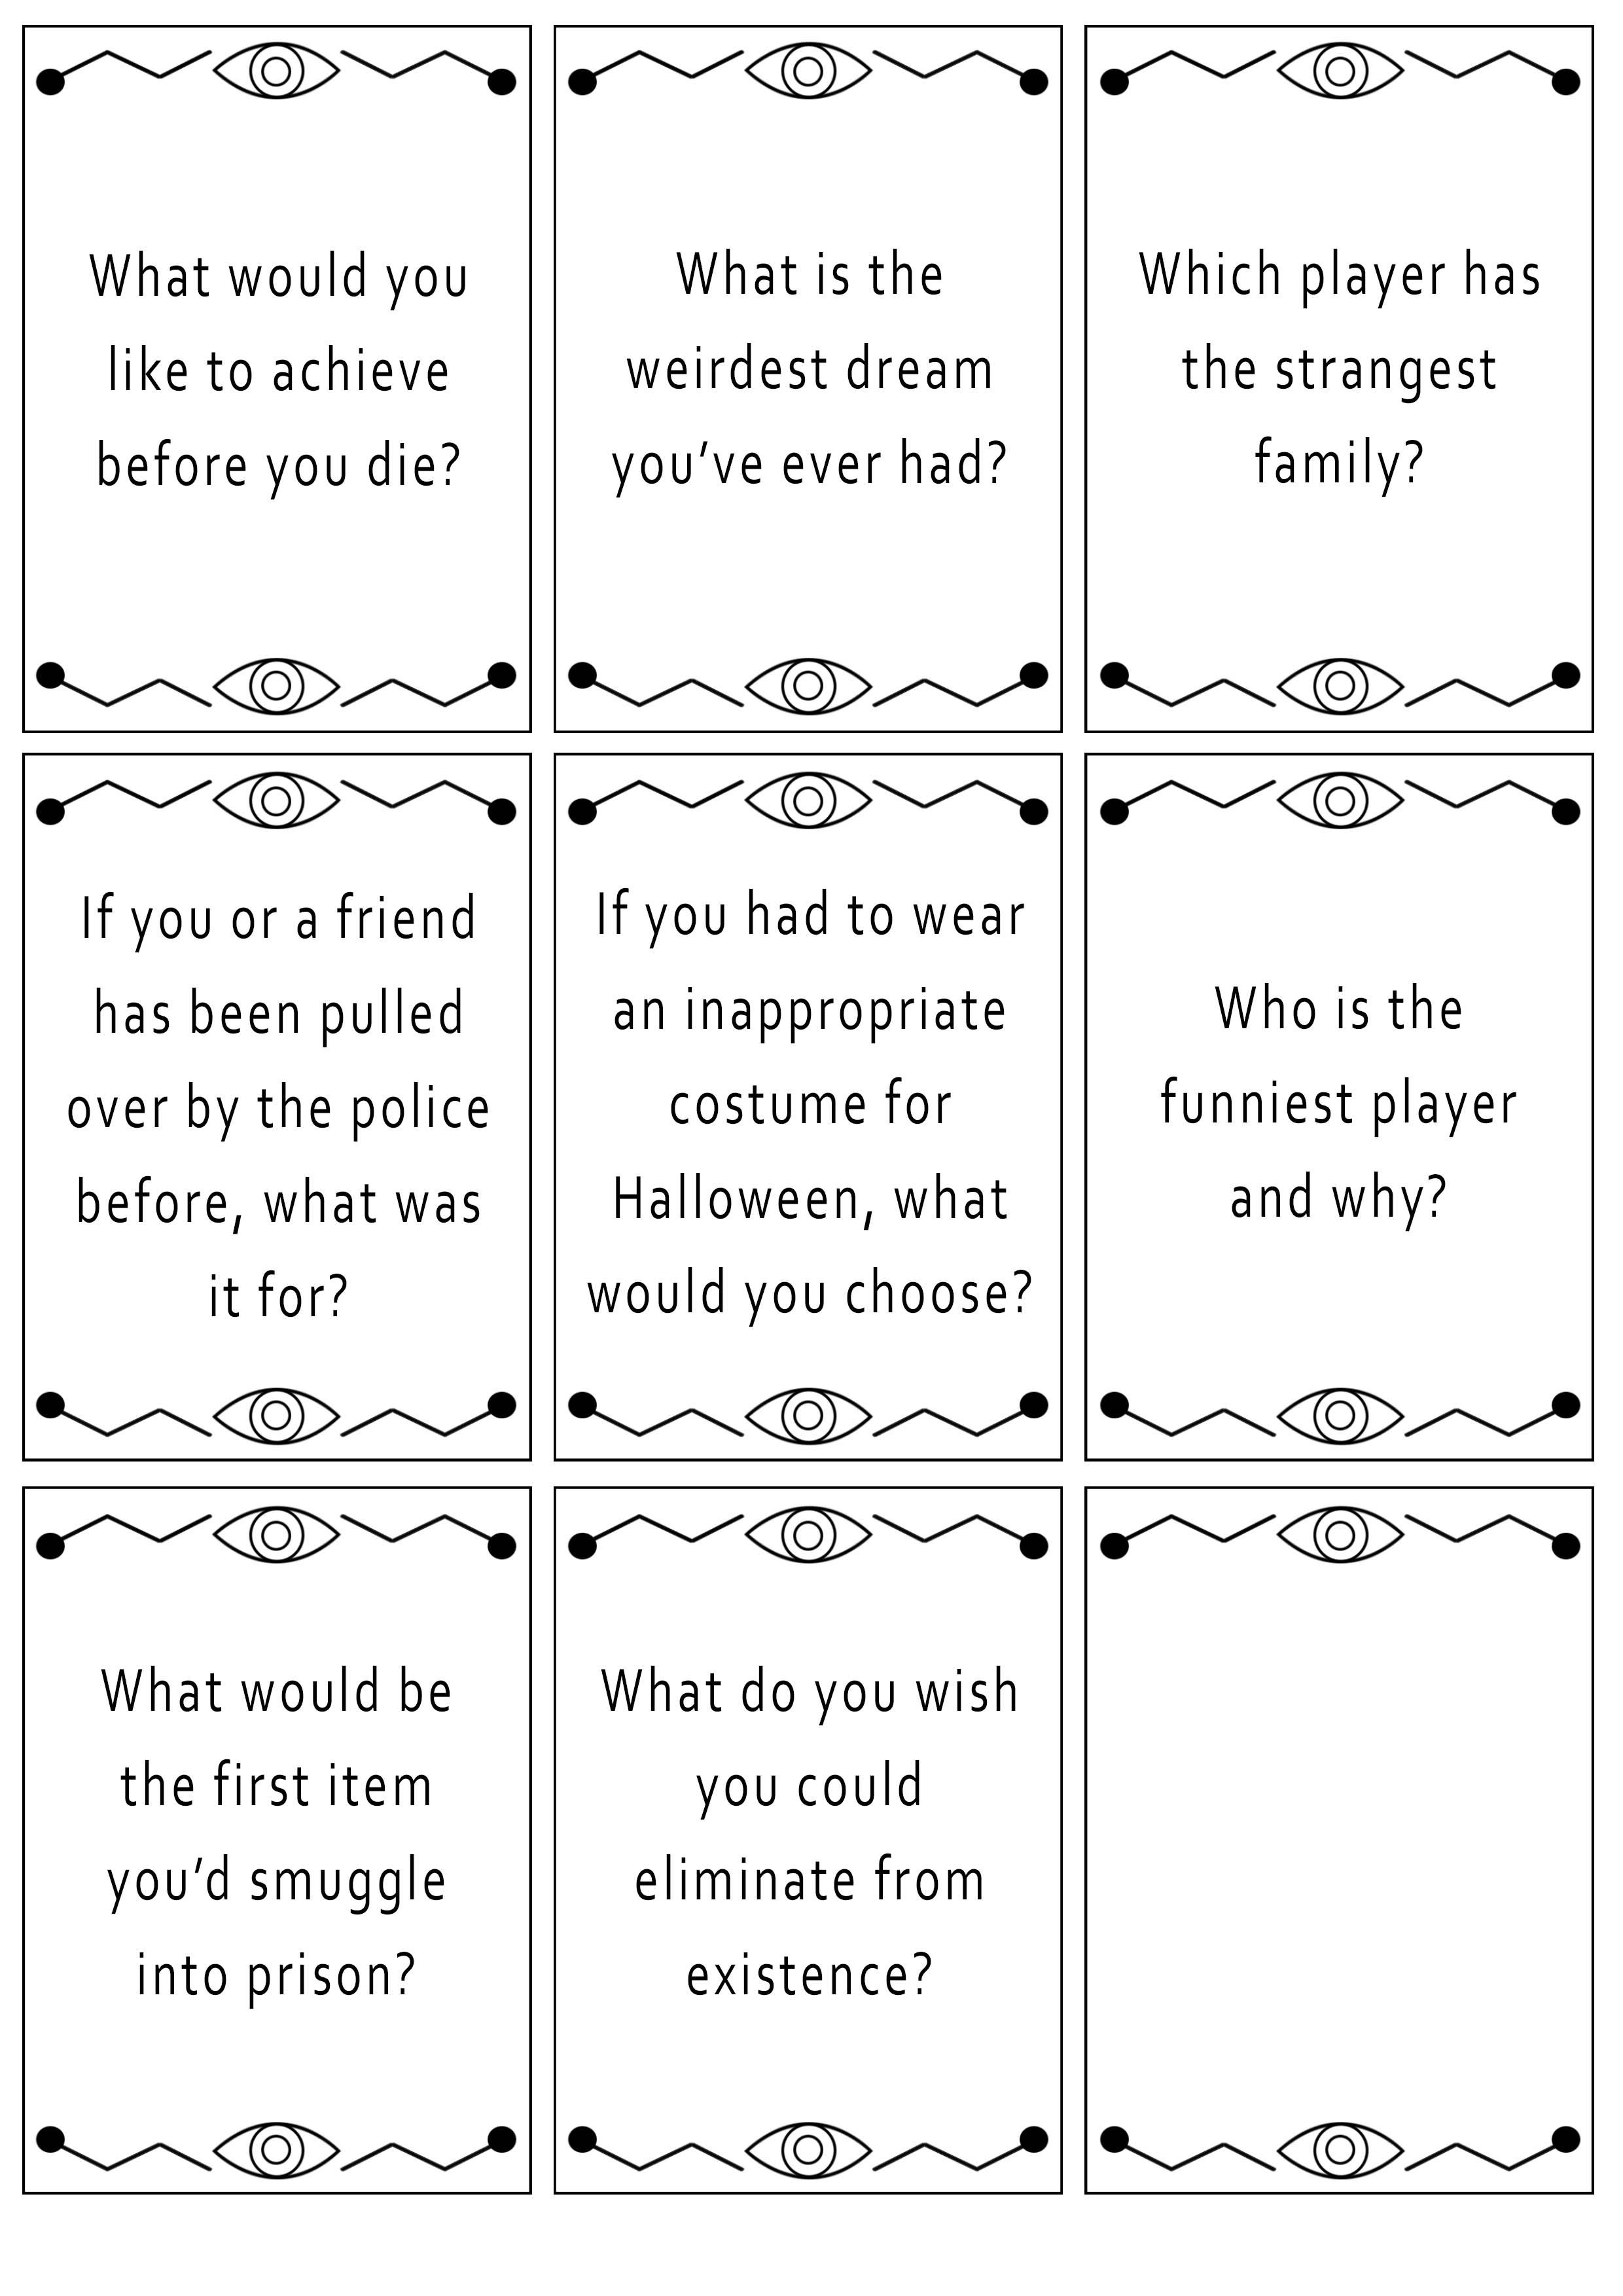 What would you
like to achieve
before you die?
What is the
weirdest dream
you've ever had?
Which player has
the strangest
family?
If you or a friend
has been pulled
over by the police
before, what was
it for?
If you had to wear
an inappropriate
costume for
Halloween, what
would you choose?
Who is the
funniest player
and why?
What would be
the first item
you'd smuggle
into prison?
What do you wish
you could
eliminate from
existence?